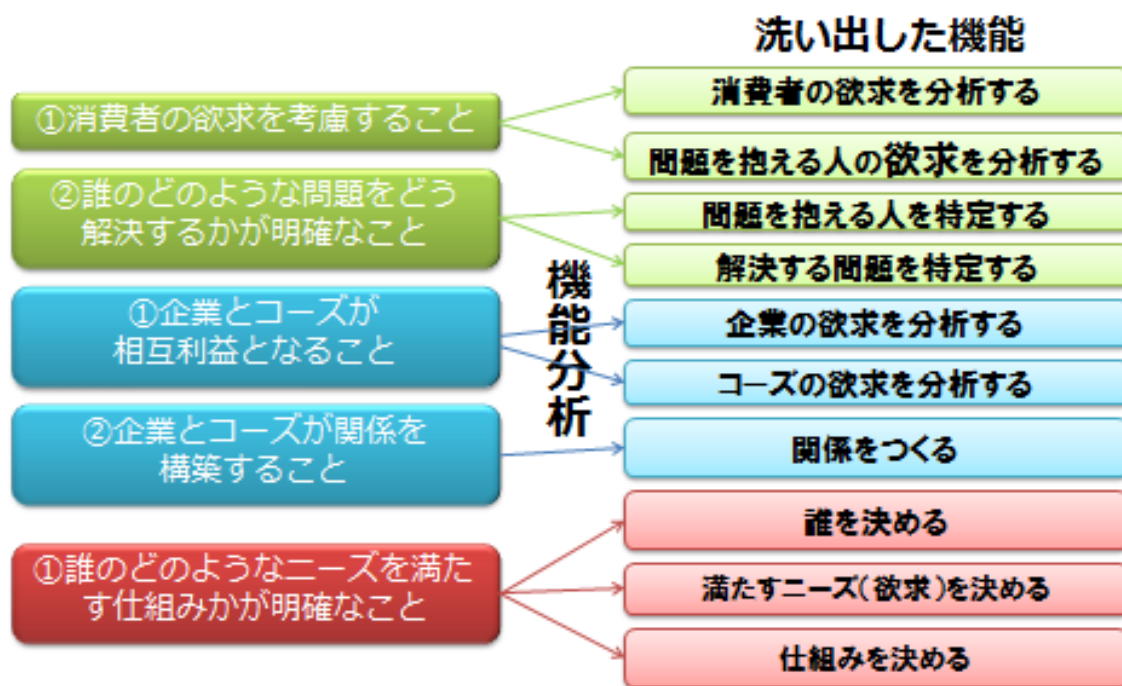 洗い出した機能
①消費者の欲求を考慮すること
②誰のどのような問題をどう
解決するかが明確なこと
①企業とコーズが
相互利益となること
②企業とコーズが関係を
構築すること
①誰のどのようなニーズを満た
す仕組みかが明確なこと
機能分析
消費者の欲求を分析する
問題を抱える人の欲求を分析する
問題を抱える人を特定する
解決する問題を特定する
企業の欲求を分析する
コーズの欲求を分析する
関係をつくる
誰を決める
満たすニーズ(欲求)を決める
仕組みを決める